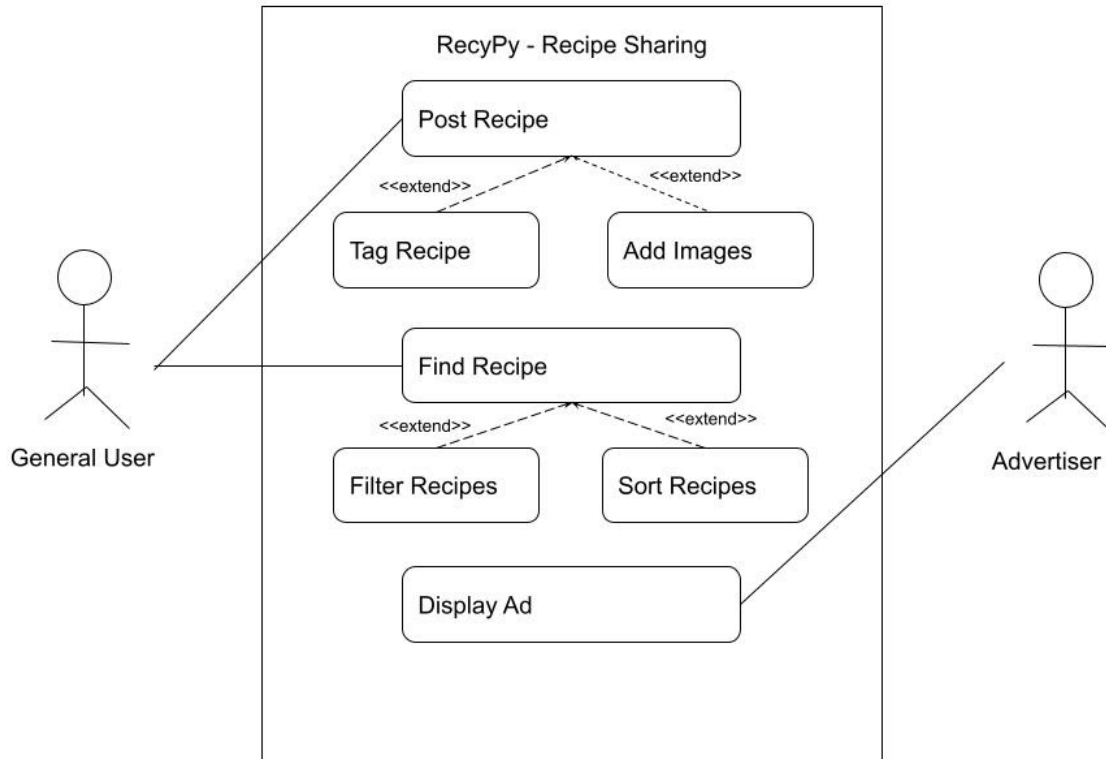 RecyPy - Recipe Sharing
Post Recipe
<<extend>>
<<extend>>
Tag Recipe
Add Images
Find Recipe
<<extend>>
<<extend>>
General User
Advertiser
Filter Recipes
Sort Recipes
Display Ad